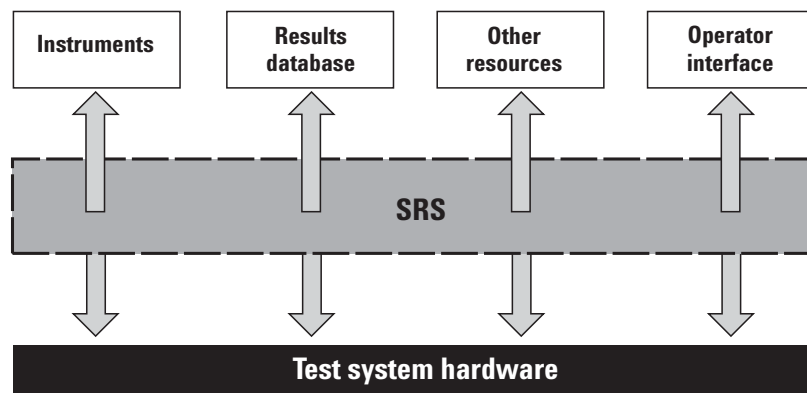 Instruments
Results
database
Other
resources
Operator
interface
SRS
Test system hardware